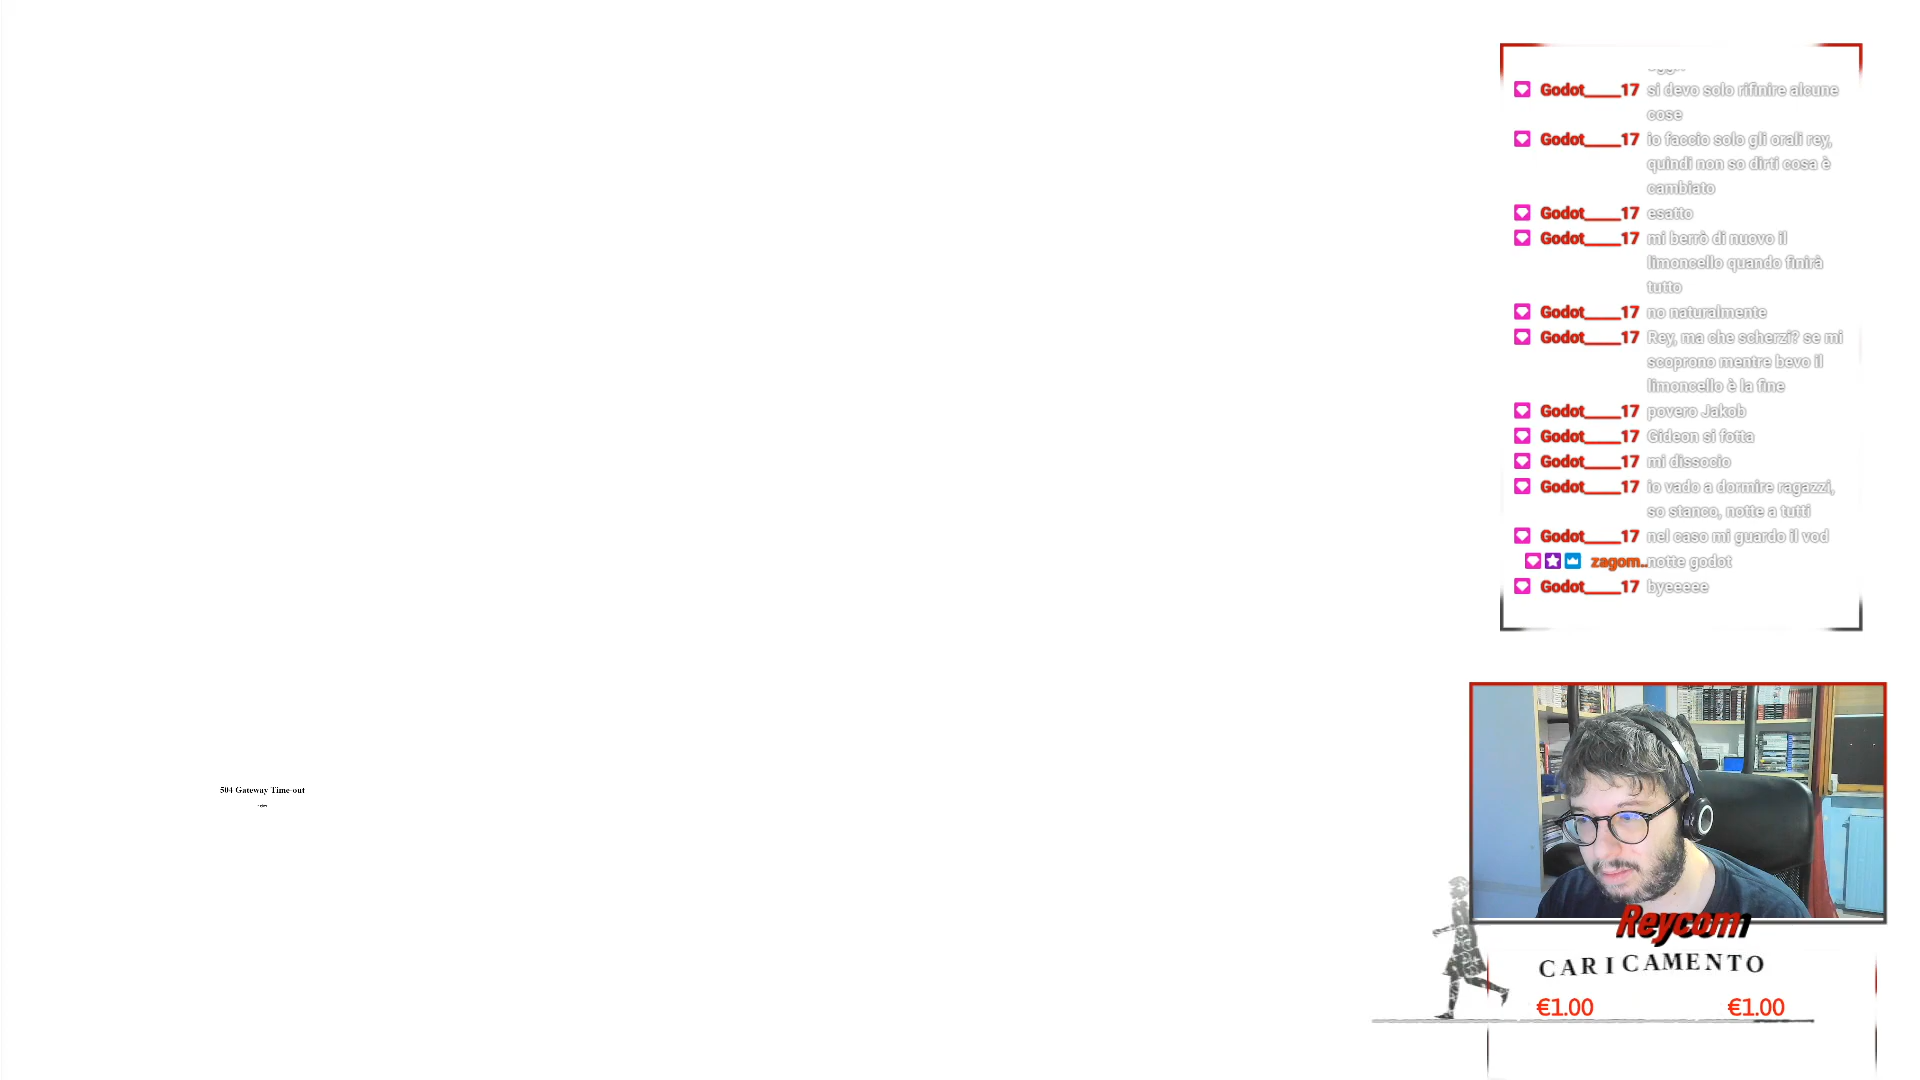 Godot____17 si devo solo rifinire alcune
cose
Godot____17 io faccio solo gli orali rey,
quindi non so dirti cosa è
cambiato
Godot____17 esatto
Godot____17 mi berrò di nuovo il
limoncello quando finirà
tutto
Godot____17 no naturalmente
Godot____17 Rey, ma che scherzi? se mi
scoprono mentre bevo il
limoncello è la fine
Godot____17 povero Jakob
Godot____17 Gideon si fotta
Godot____17 mi dissocio
Godot____17 io vado a dormire ragazzi,
so stanco, notte a tutti
Godot____17 nel caso mi guardo il vod
zagom.. notte godot
Godot____17 byeeeee
504 Gateway Time-out
Reycom
CARICAMENTO
€1.00 €1.00